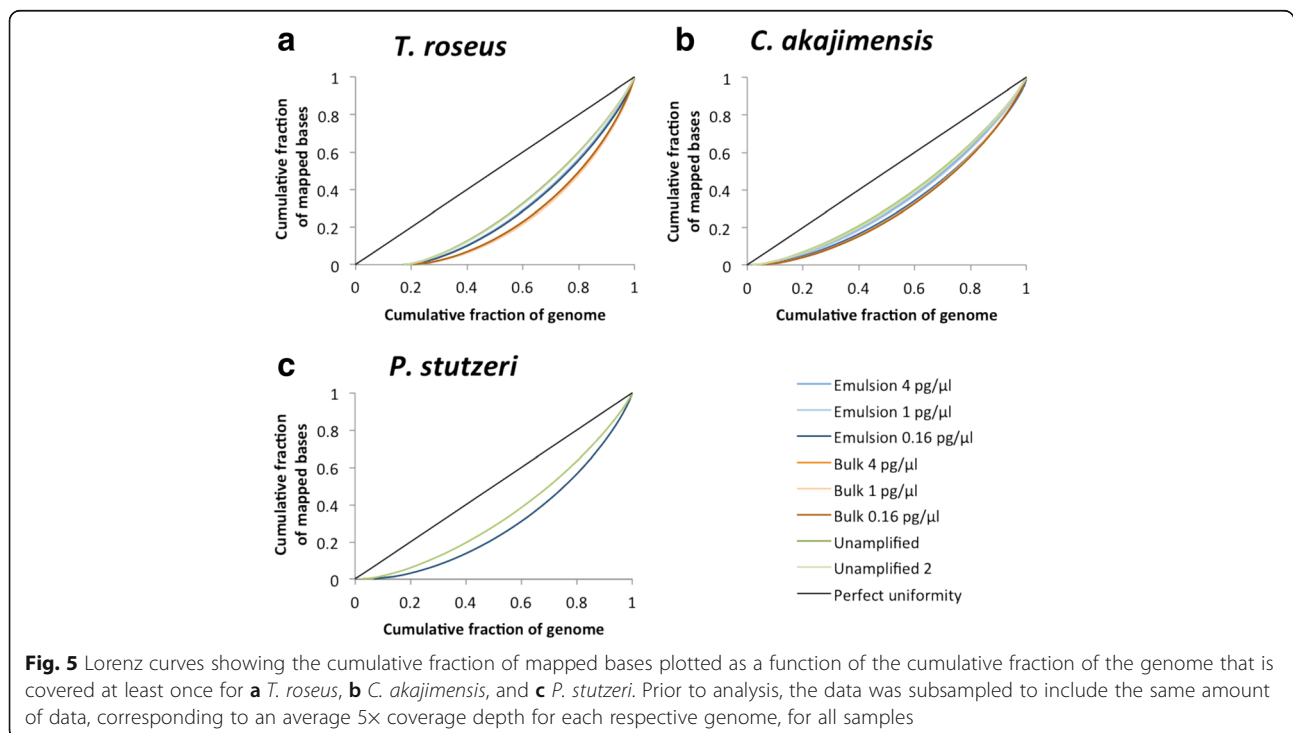 a T. roseus
Cumulative fraction
of mapped bases
1
0.8
0.6
0.4
0.2
0
0 0.2 0.4 0.6 0.8 1
Cumulative fraction of genome
b C. akajimensis
Cumulative fraction
of mapped bases
1
0.8
0.6
0.4
0.2
0
0 0.2 0.4 0.6 0.8 1
Cumulative fraction of genome
c P. stutzeri
Cumulative fraction
of mapped bases
1
0.8
0.6
0.4
0.2
0
0 0.2 0.4 0.6 0.8 1
Cumulative fraction of genome
Emulsion 4 pg/µl
Emulsion 1 pg/µl
Emulsion 0.16 pg/µl
Bulk 4 pg/µl
Bulk 1 pg/µl
Bulk 0.16 pg/µl
Unamplified
Unamplified 2
Perfect uniformity
Fig. 5 Lorenz curves showing the cumulative fraction of mapped bases plotted as a function of the cumulative fraction of the genome that is
covered at least once for a T. roseus, b C. akajimensis, and c P. stutzeri. Prior to analysis, the data was subsampled to include the same amount
of data, corresponding to an average 5× coverage depth for each respective genome, for all samples